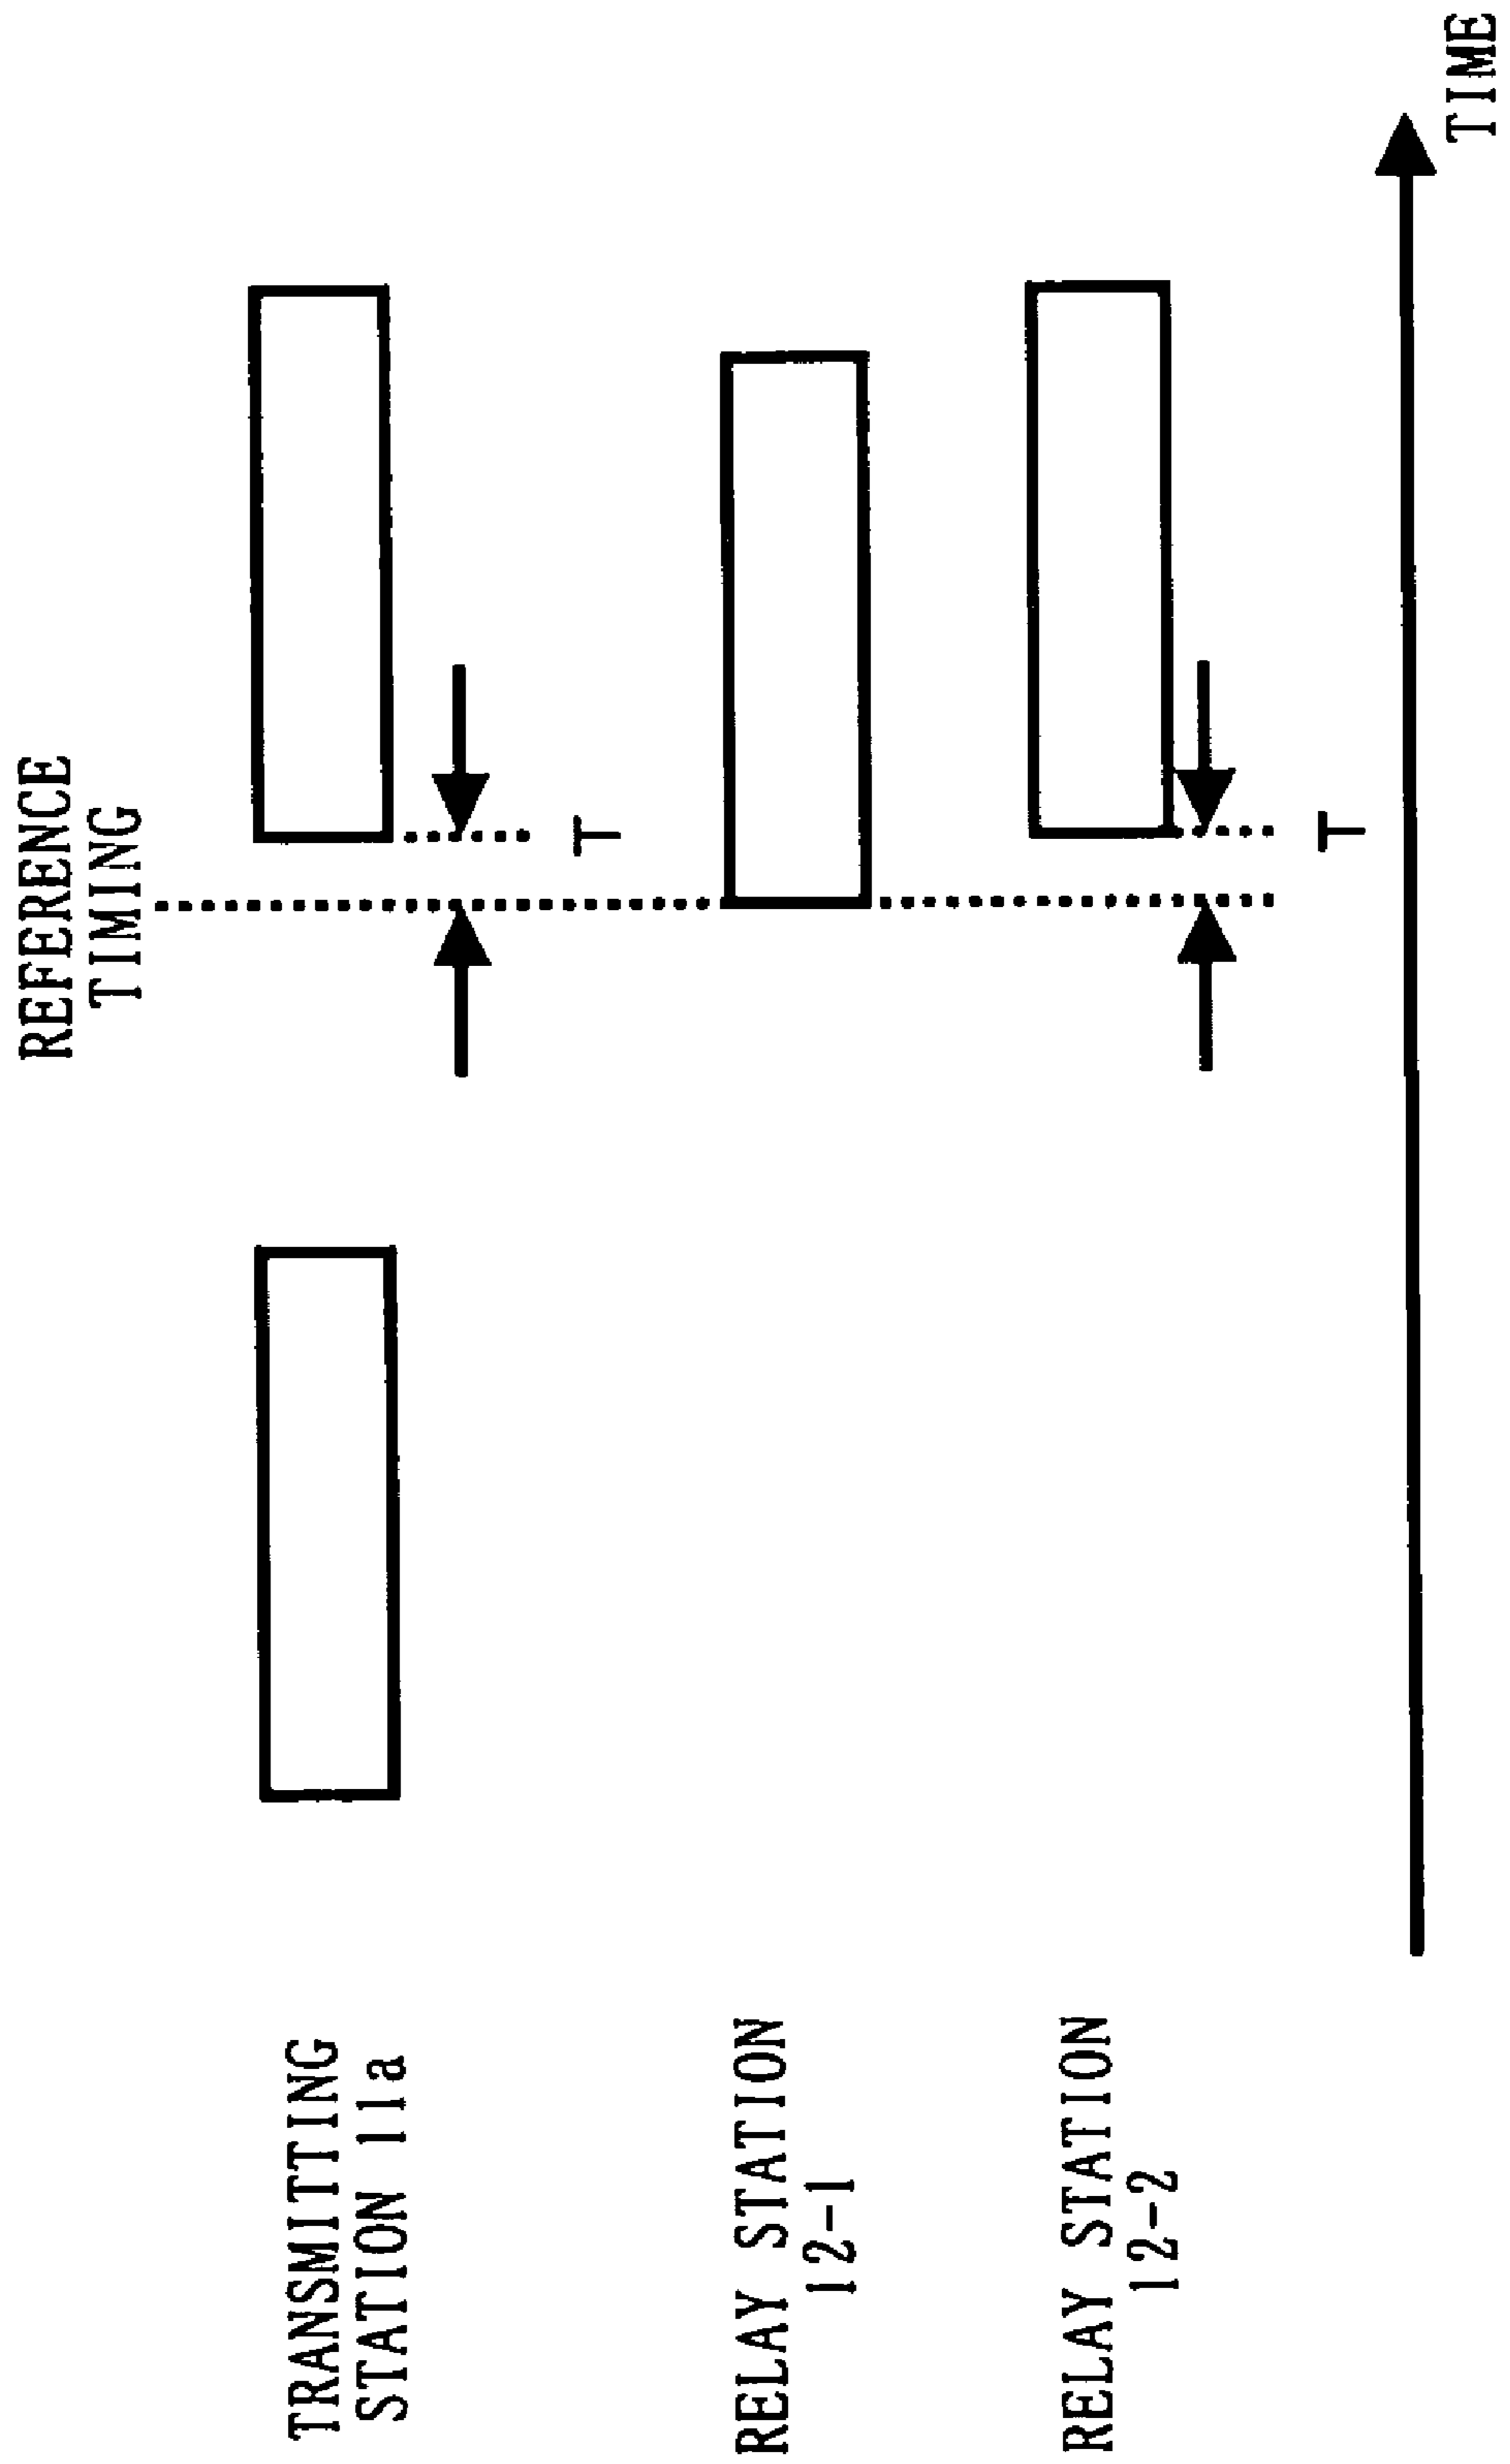 REFERENCE
TIMING
TRANSMITTING
STATION 11a
T
RELAY STATION
12-1
RELAY STATION
12-2
T
TIME